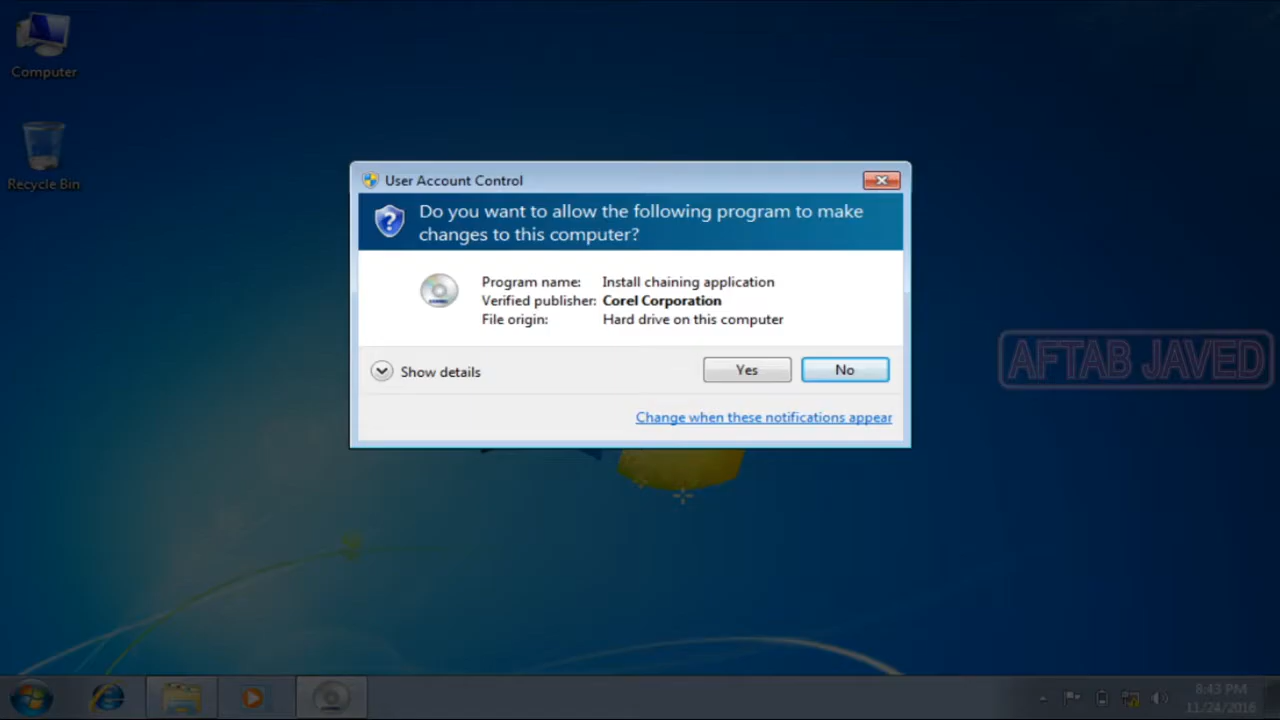 Computer
Recycle Bin
User Account Control
Do you want to allow the following program to make
changes to this computer?
Program name: Install chaining application
Verified publisher: Corel Corporation
File origin: Hard drive on this computer
Show details
Yes
No
Change when these notifications appear
AFTAB JAVED
8:43 PM
11/24/2016